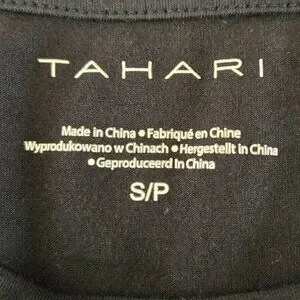 TAHARI
Made in China • Fabriqué en Chine
Wyprodukowano w Chinach • Hergestellt in China
• Geproduceerd In China
S/P